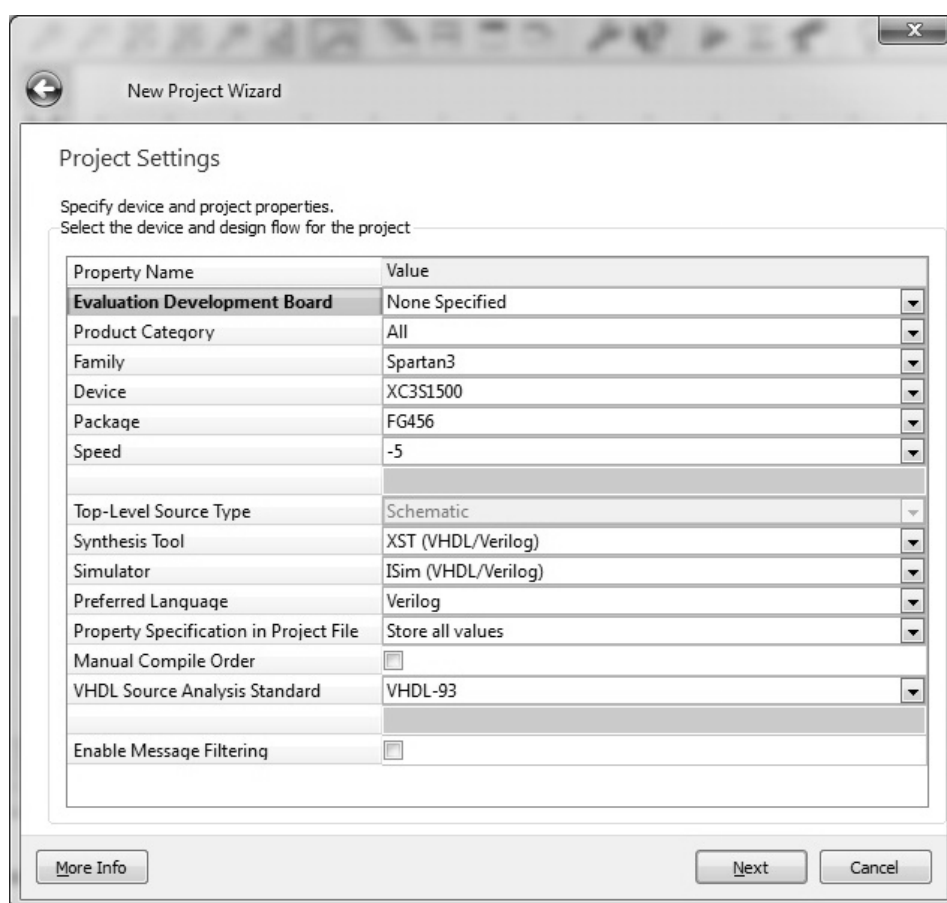 New Project Wizard
Project Settings
Specify device and project properties.
Select the device and design flow for the project
Property Name Value
Evaluation Development Board None Specified
Product Category All
Family Spartan3
Device XC3S1500
Package FG456
Speed -5
Top-Level Source Type Schematic
Synthesis Tool XST (VHDL/Verilog)
Simulator ISim (VHDL/Verilog)
Preferred Language Verilog
Property Specification in Project File Store all values
Manual Compile Order
VHDL Source Analysis Standard VHDL-93
Enable Message Filtering
More Info Next Cancel